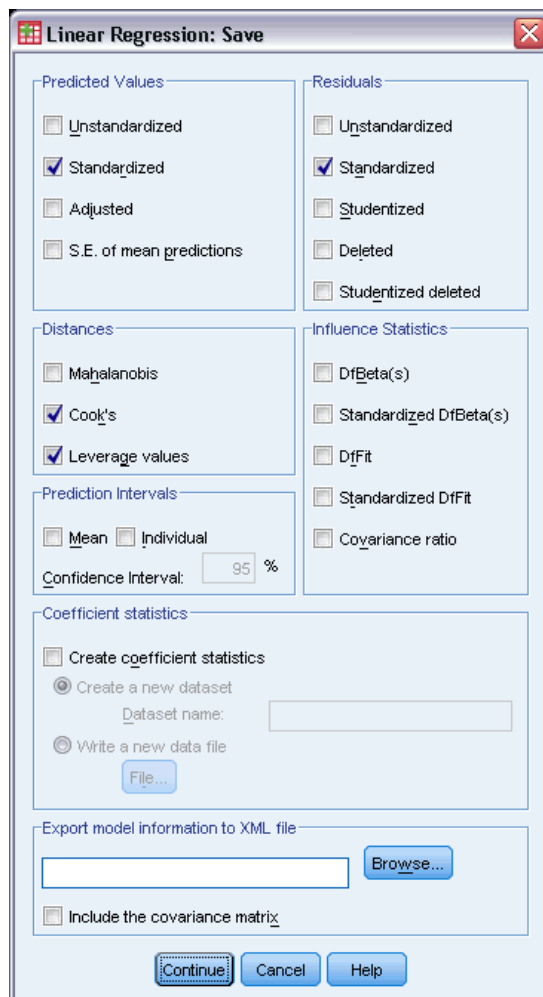 Linear Regression: Save
Predicted Values
Unstandardized
Standardized
Adjusted
S.E. of mean predictions
Residuals
Unstandardized
Standardized
Studentized
Deleted
Studentized deleted
Distances
Mahalanobis
Cook's
Leverage values
Influence Statistics
DfBeta(s)
Standardized DfBeta(s)
DfFit
Standardized DfFit
Covariance ratio
Prediction Intervals
Mean Individual
Confidence Interval: 95 %
Coefficient statistics
Create coefficient statistics
Create a new dataset
Dataset name:
Write a new data file
File...
Export model information to XML file
Browse...
Include the covariance matrix
Continue Cancel Help